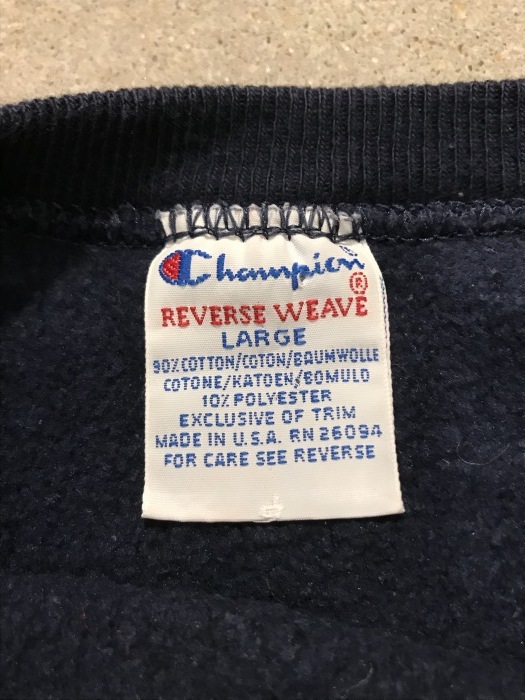 Champion®
REVERSE WEAVE
LARGE
90% COTTON/COTON/BAUMWOLLE
COTONE/KATOEN/BOMULD
10% POLYESTER
EXCLUSIVE OF TRIM
MADE IN U.S.A. RN 26094
FOR CARE SEE REVERSE